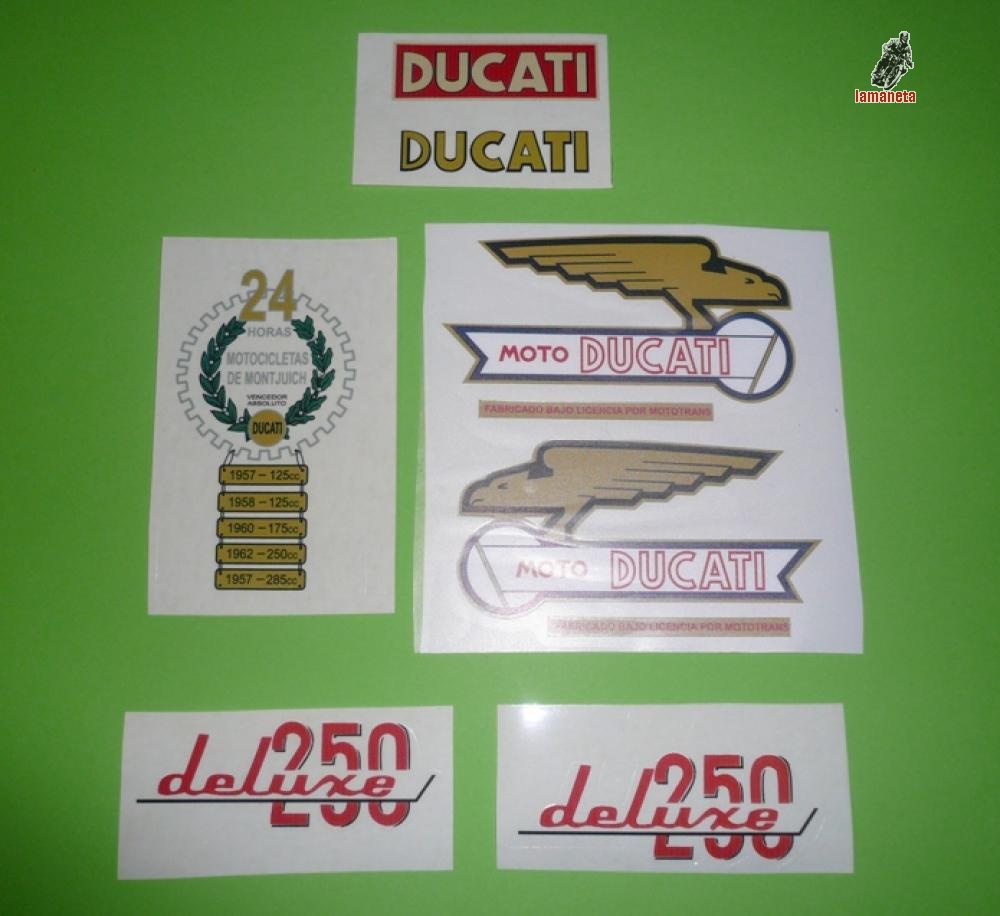 lamaneta
DUCATI
DUCATI
24
HORAS
MOTOCICLETAS
DE MONTJUICH
VENCEDOR
ABSOLUTO
DUCATI
1957 - 125cc
1958 - 125cc
1960 - 175cc
1962 - 250cc
1957 - 285cc
MOTO DUCATI
FABRICADO BAJO LICENCIA POR MOTOTRANS
MOTO DUCATI
FABRICADO BAJO LICENCIA POR MOTOTRANS
deluxe 250
deluxe 250